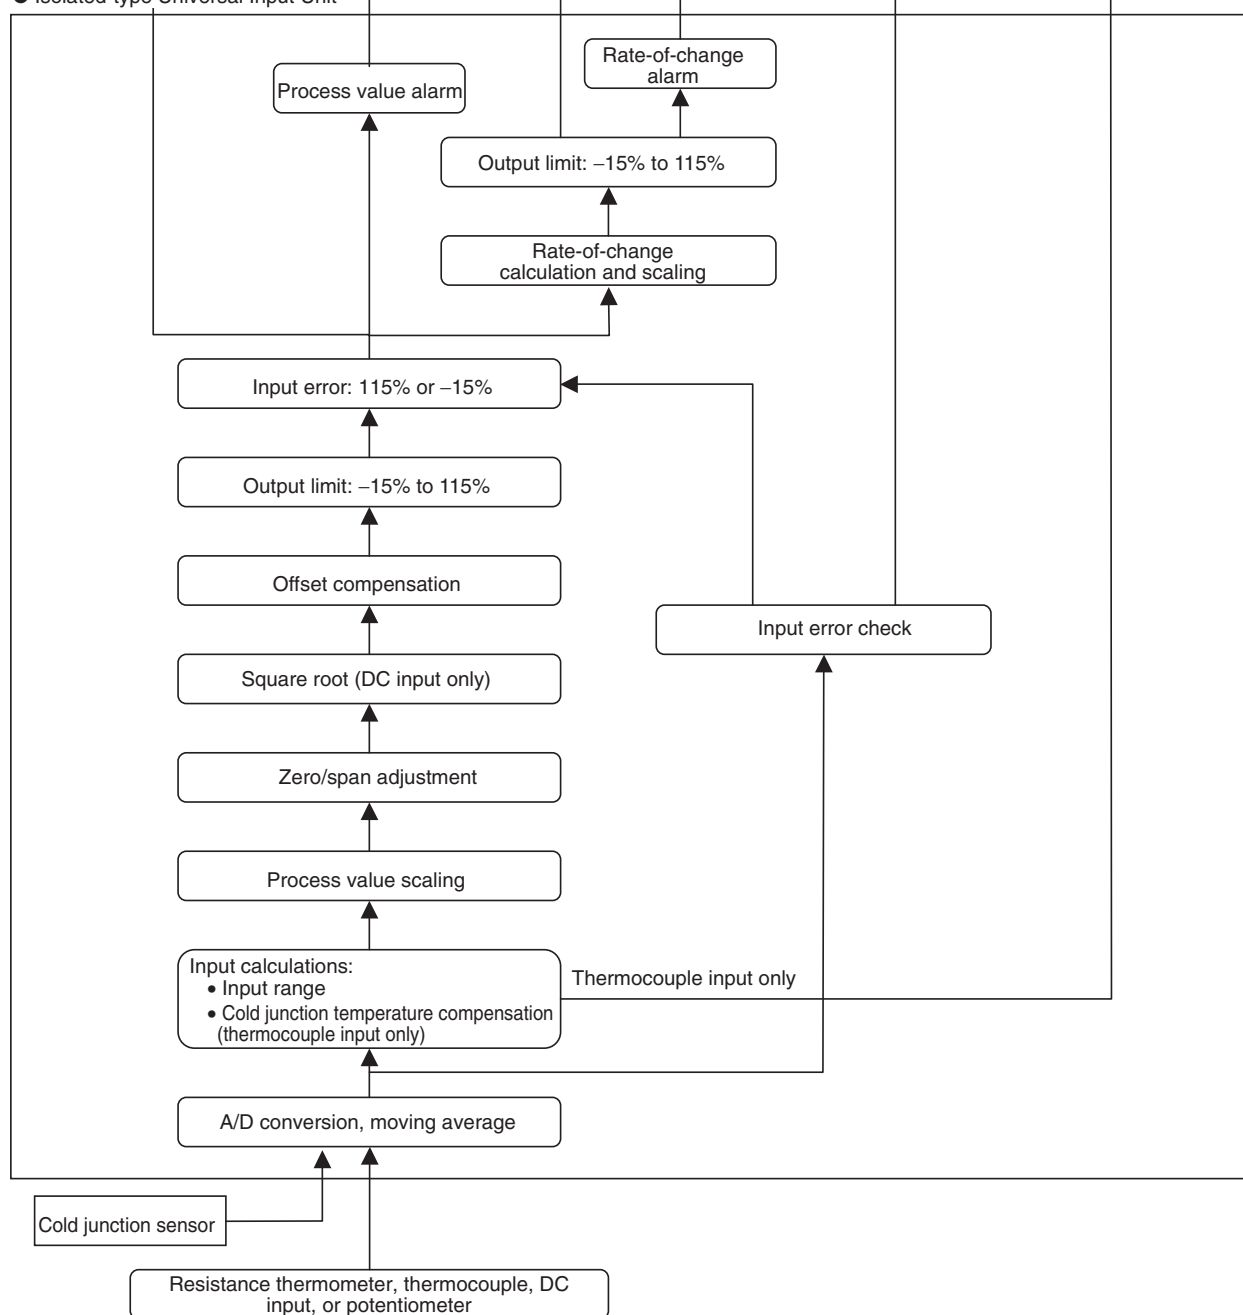 ● Isolated-type Universal Input Unit
Rate-of-change
alarm
Process value alarm
Output limit: –15% to 115%
Rate-of-change
calculation and scaling
Input error: 115% or –15%
Output limit: –15% to 115%
Offset compensation
Input error check
Square root (DC input only)
Zero/span adjustment
Process value scaling
Input calculations:
• Input range
• Cold junction temperature compensation
(thermocouple input only)
Thermocouple input only
A/D conversion, moving average
Cold junction sensor
Resistance thermometer, thermocouple, DC
input, or potentiometer